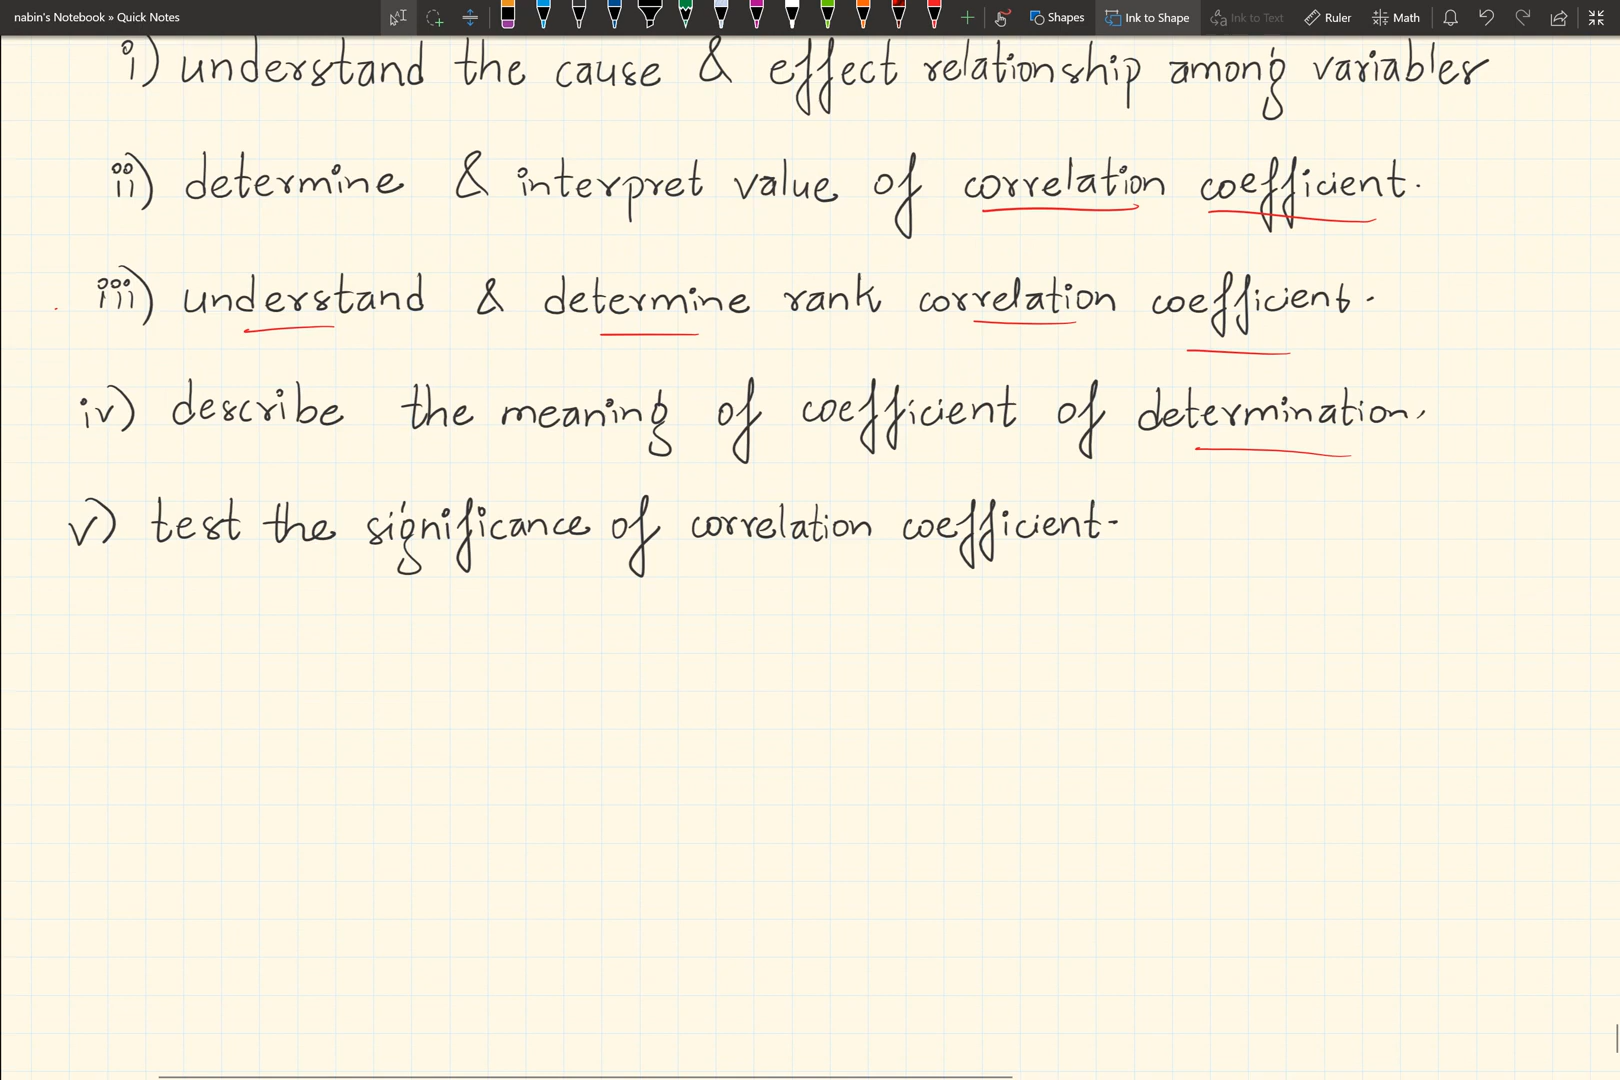 nabin's Notebook » Quick Notes
Shapes Ink to Shape Ink to Text Ruler Math
i) understand the cause & effect relationship among variables
ii) determine & interpret value of correlation coefficient.
iii) understand & determine rank correlation coefficient.
iv) describe the meaning of coefficient of determination.
v) test the significance of correlation coefficient.